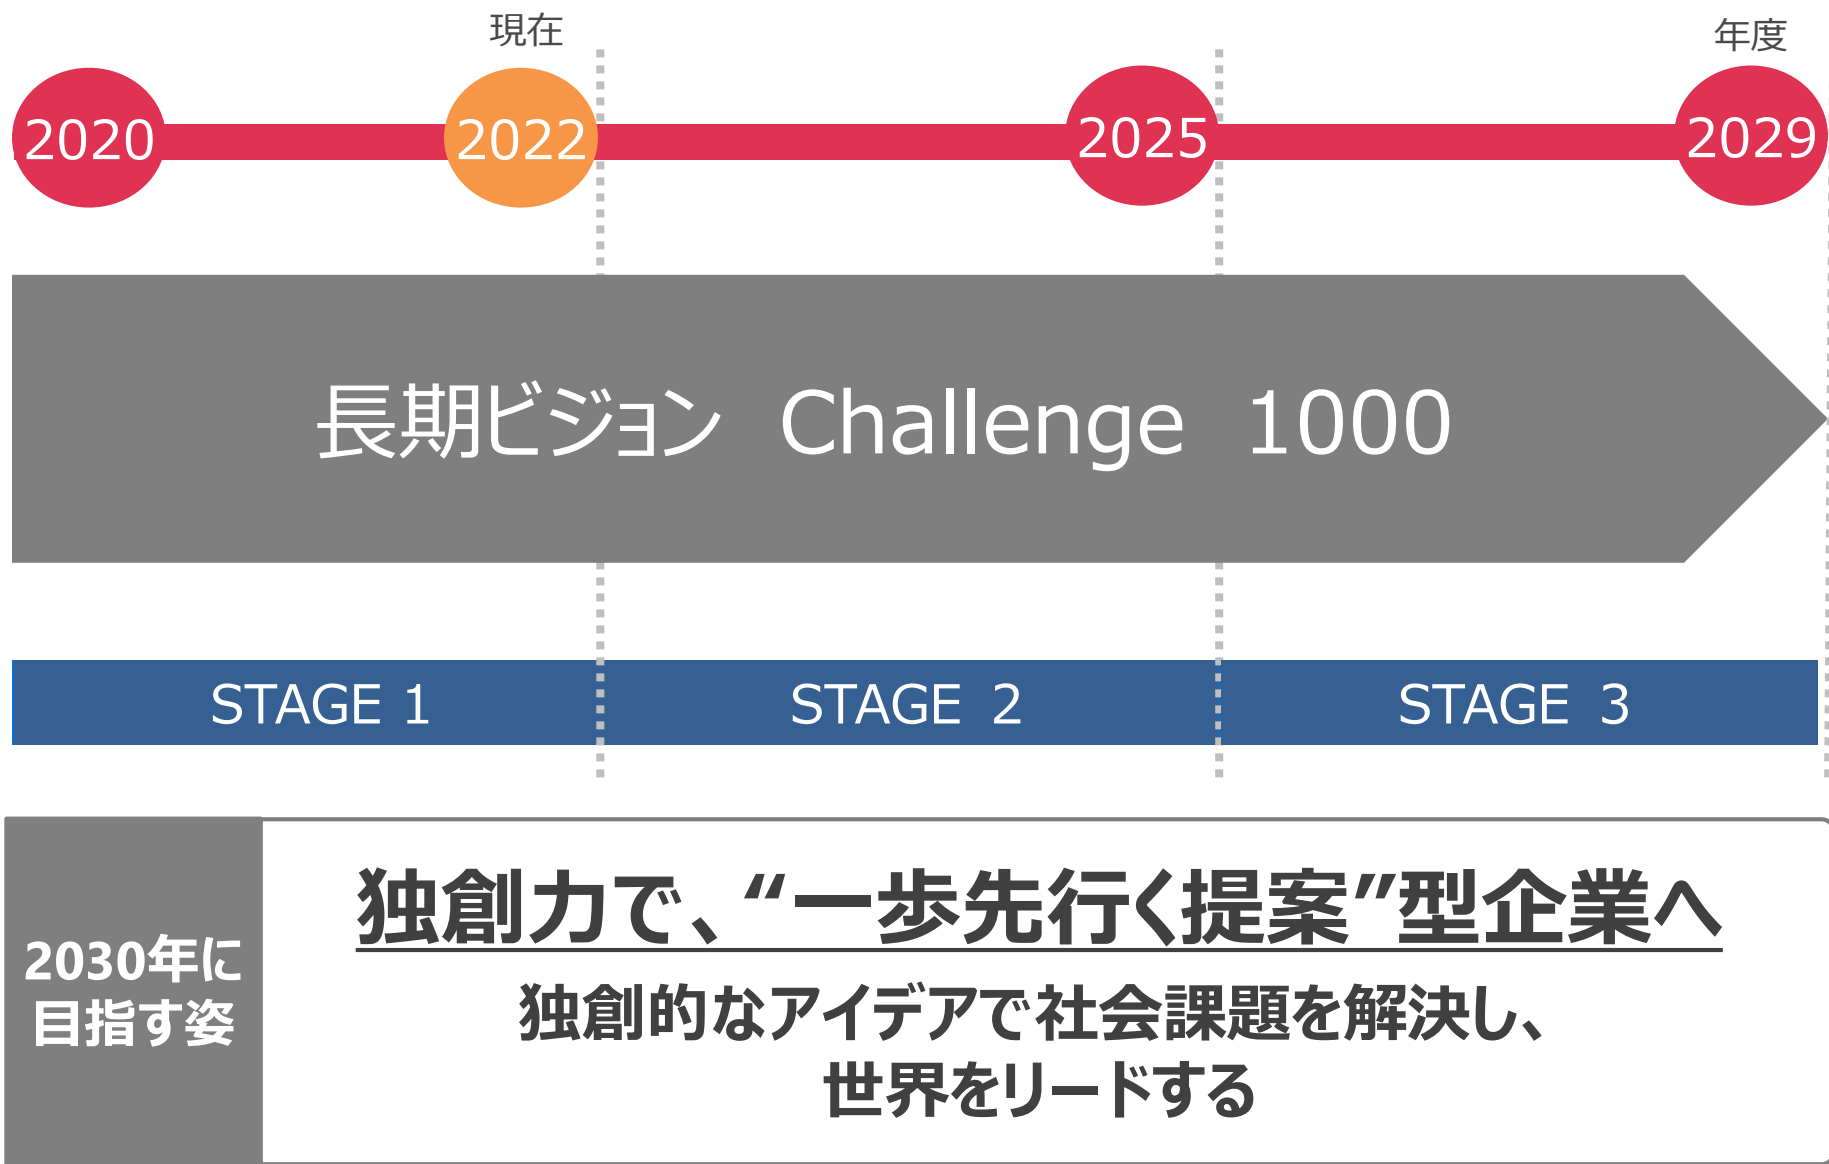 現在
年度
2020
2022
2025
2029
長期ビジョン　Challenge　1000
STAGE 1
STAGE 2
STAGE 3
2030年に
目指す姿
独創力で、“一歩先行く提案”型企業へ
独創的なアイデアで社会課題を解決し、
世界をリードする